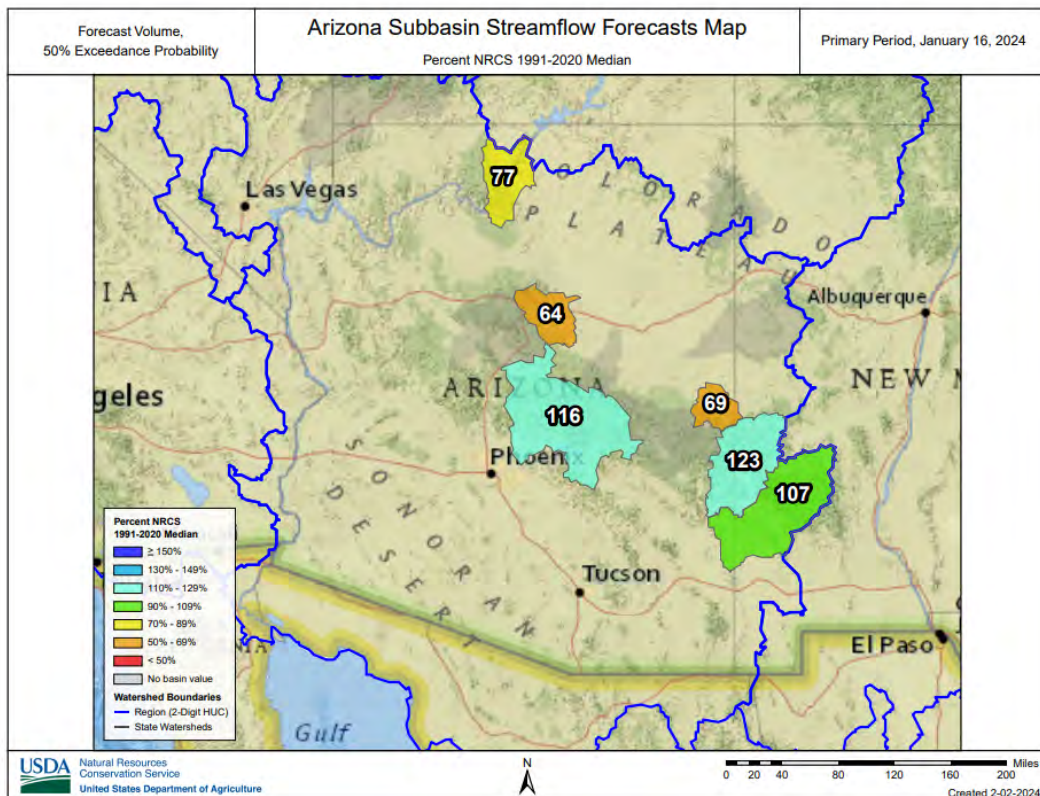 Forecast Volume,
50% Exceedance Probability
Arizona Subbasin Streamflow Forecasts Map
Percent NRCS 1991-2020 Median
Primary Period, January 16, 2024
77
Las Vegas
COLORADO
PLATEAU
64
Albuquerque
ARIZONA
NEW M
geles
69
116
123
Phoenix
107
SONORAN
DESERT
Tucson
El Paso
Gulf
Percent NRCS
1991-2020 Median
≥ 150%
130% - 149%
110% - 129%
90% - 109%
70% - 89%
50% - 69%
< 50%
No basin value
Watershed Boundaries
Region (2-Digit HUC)
State Watersheds
USDA
Natural Resources
Conservation Service
United States Department of Agriculture
N
Miles
0 20 40 80 120 160 200
Created 2-02-2024